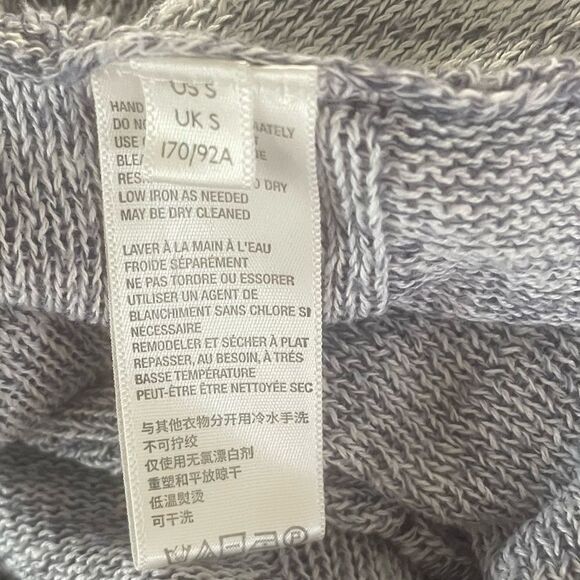 US S
UK S
170/92A
HAND
DO NO
ATELY
USE
BLEA
RES
O DRY
LOW IRON AS NEEDED
MAY BE DRY CLEANED
LAVER À LA MAIN À L'EAU
FROIDE SÉPARÉMENT
NE PAS TORDRE OU ESSORER
UTILISER UN AGENT DE
BLANCHIMENT SANS CHLORE SI
NÉCESSAIRE
REMODELER ET SÉCHER À PLAT
REPASSER, AU BESOIN, À TRÉS
BASSE TEMPÉRATURE
PEUT-ÊTRE ÊTRE NETTOYÉE SEC
与其他衣物分开用冷水手洗
不可拧绞
仅使用无氯漂白剂
重塑和平放晾干
低温熨烫
可干洗